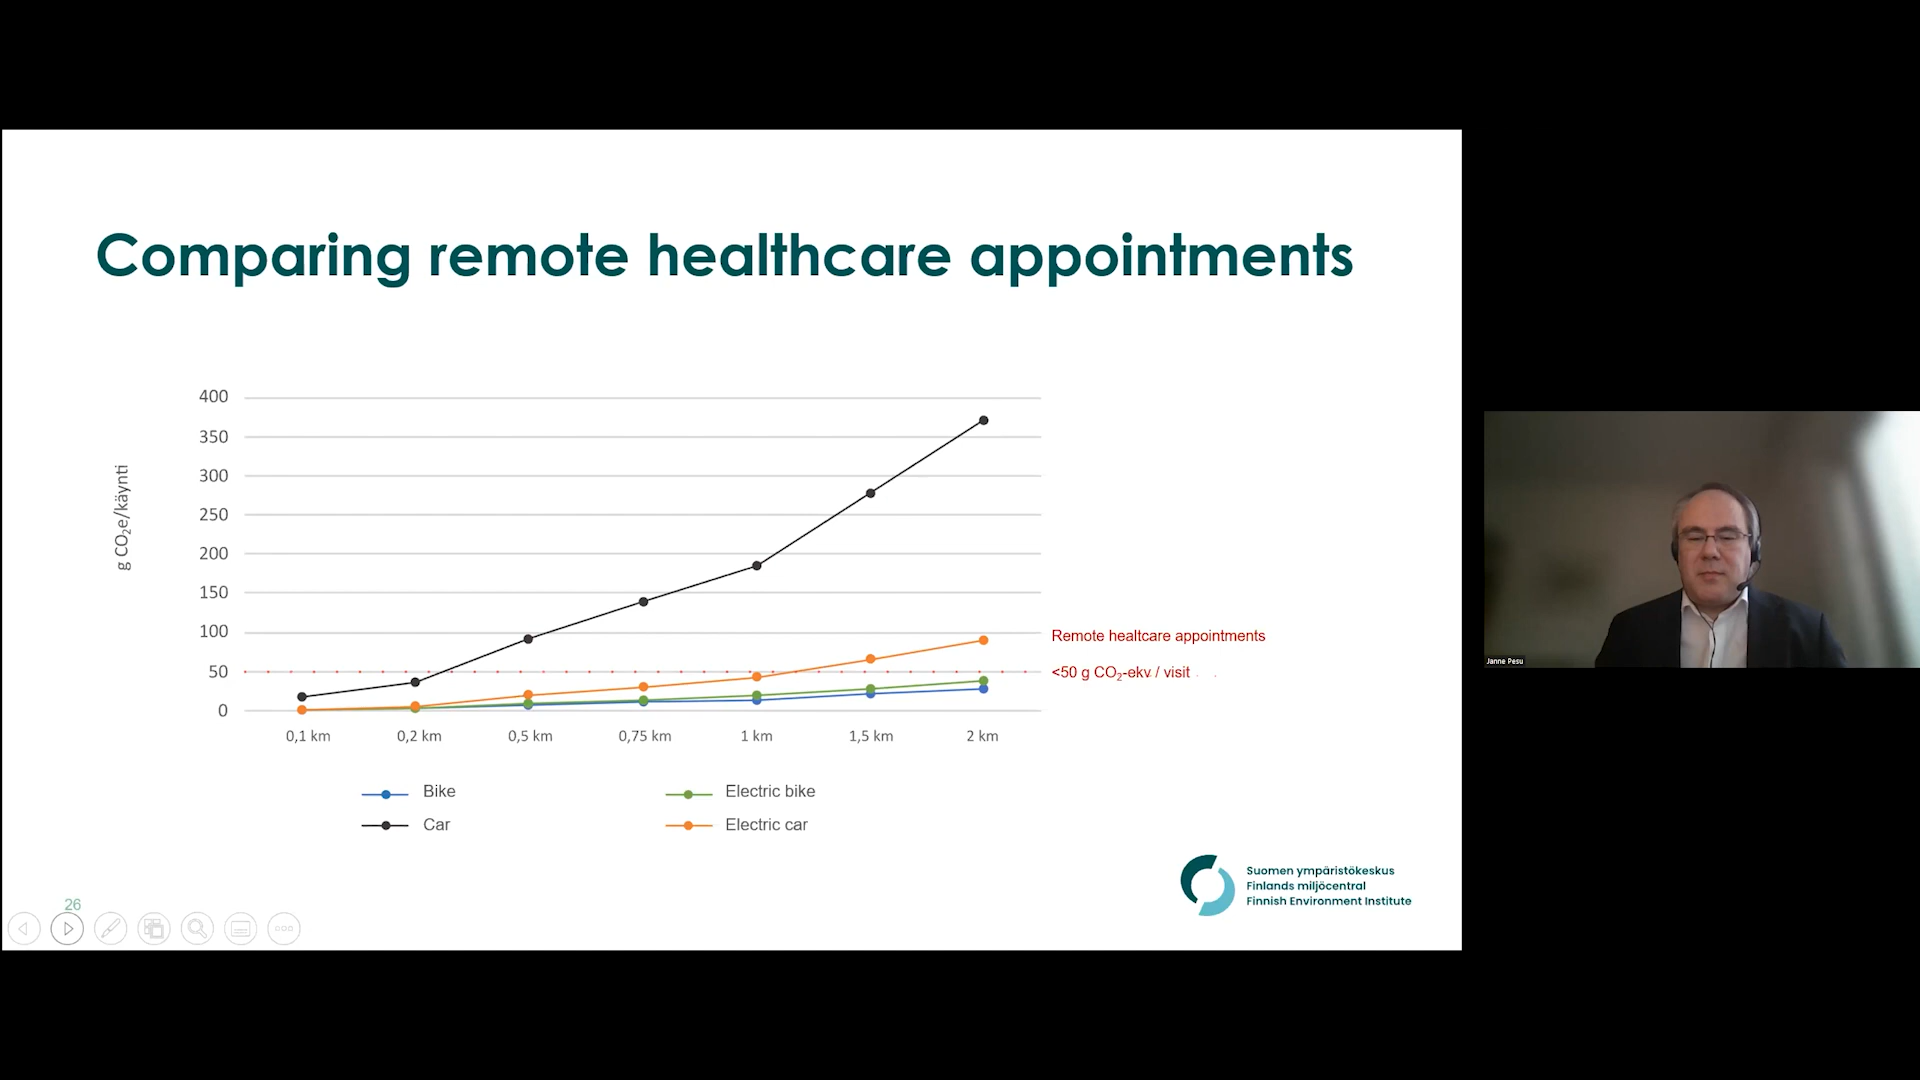 Comparing remote healthcare appointments
400
350
300
250
200
150
100
50
0
g CO₂e/käynti
0,1 km
0,2 km
0,5 km
0,75 km
1 km
1,5 km
2 km
Remote healtcare appointments
<50 g CO₂-ekv / visit
Bike
Electric bike
Car
Electric car
Suomen ympäristökeskus
Finlands miljöcentral
Finnish Environment Institute
26
Janne Pesu